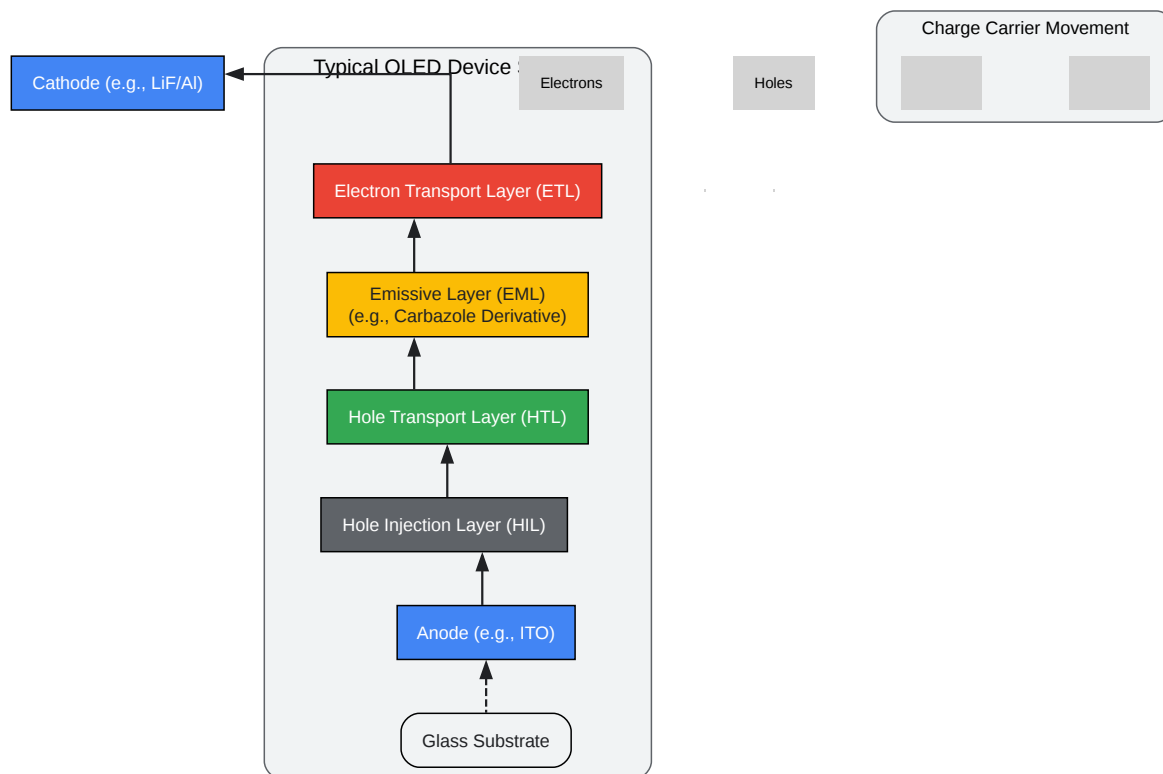 Charge Carrier Movement
Typical OLED Device
Cathode (e.g., LiF/Al)
Electrons
Holes
Electron Transport Layer (ETL)
Emissive Layer (EML)
(e.g., Carbazole Derivative)
Hole Transport Layer (HTL)
Hole Injection Layer (HIL)
Anode (e.g., ITO)
Glass Substrate